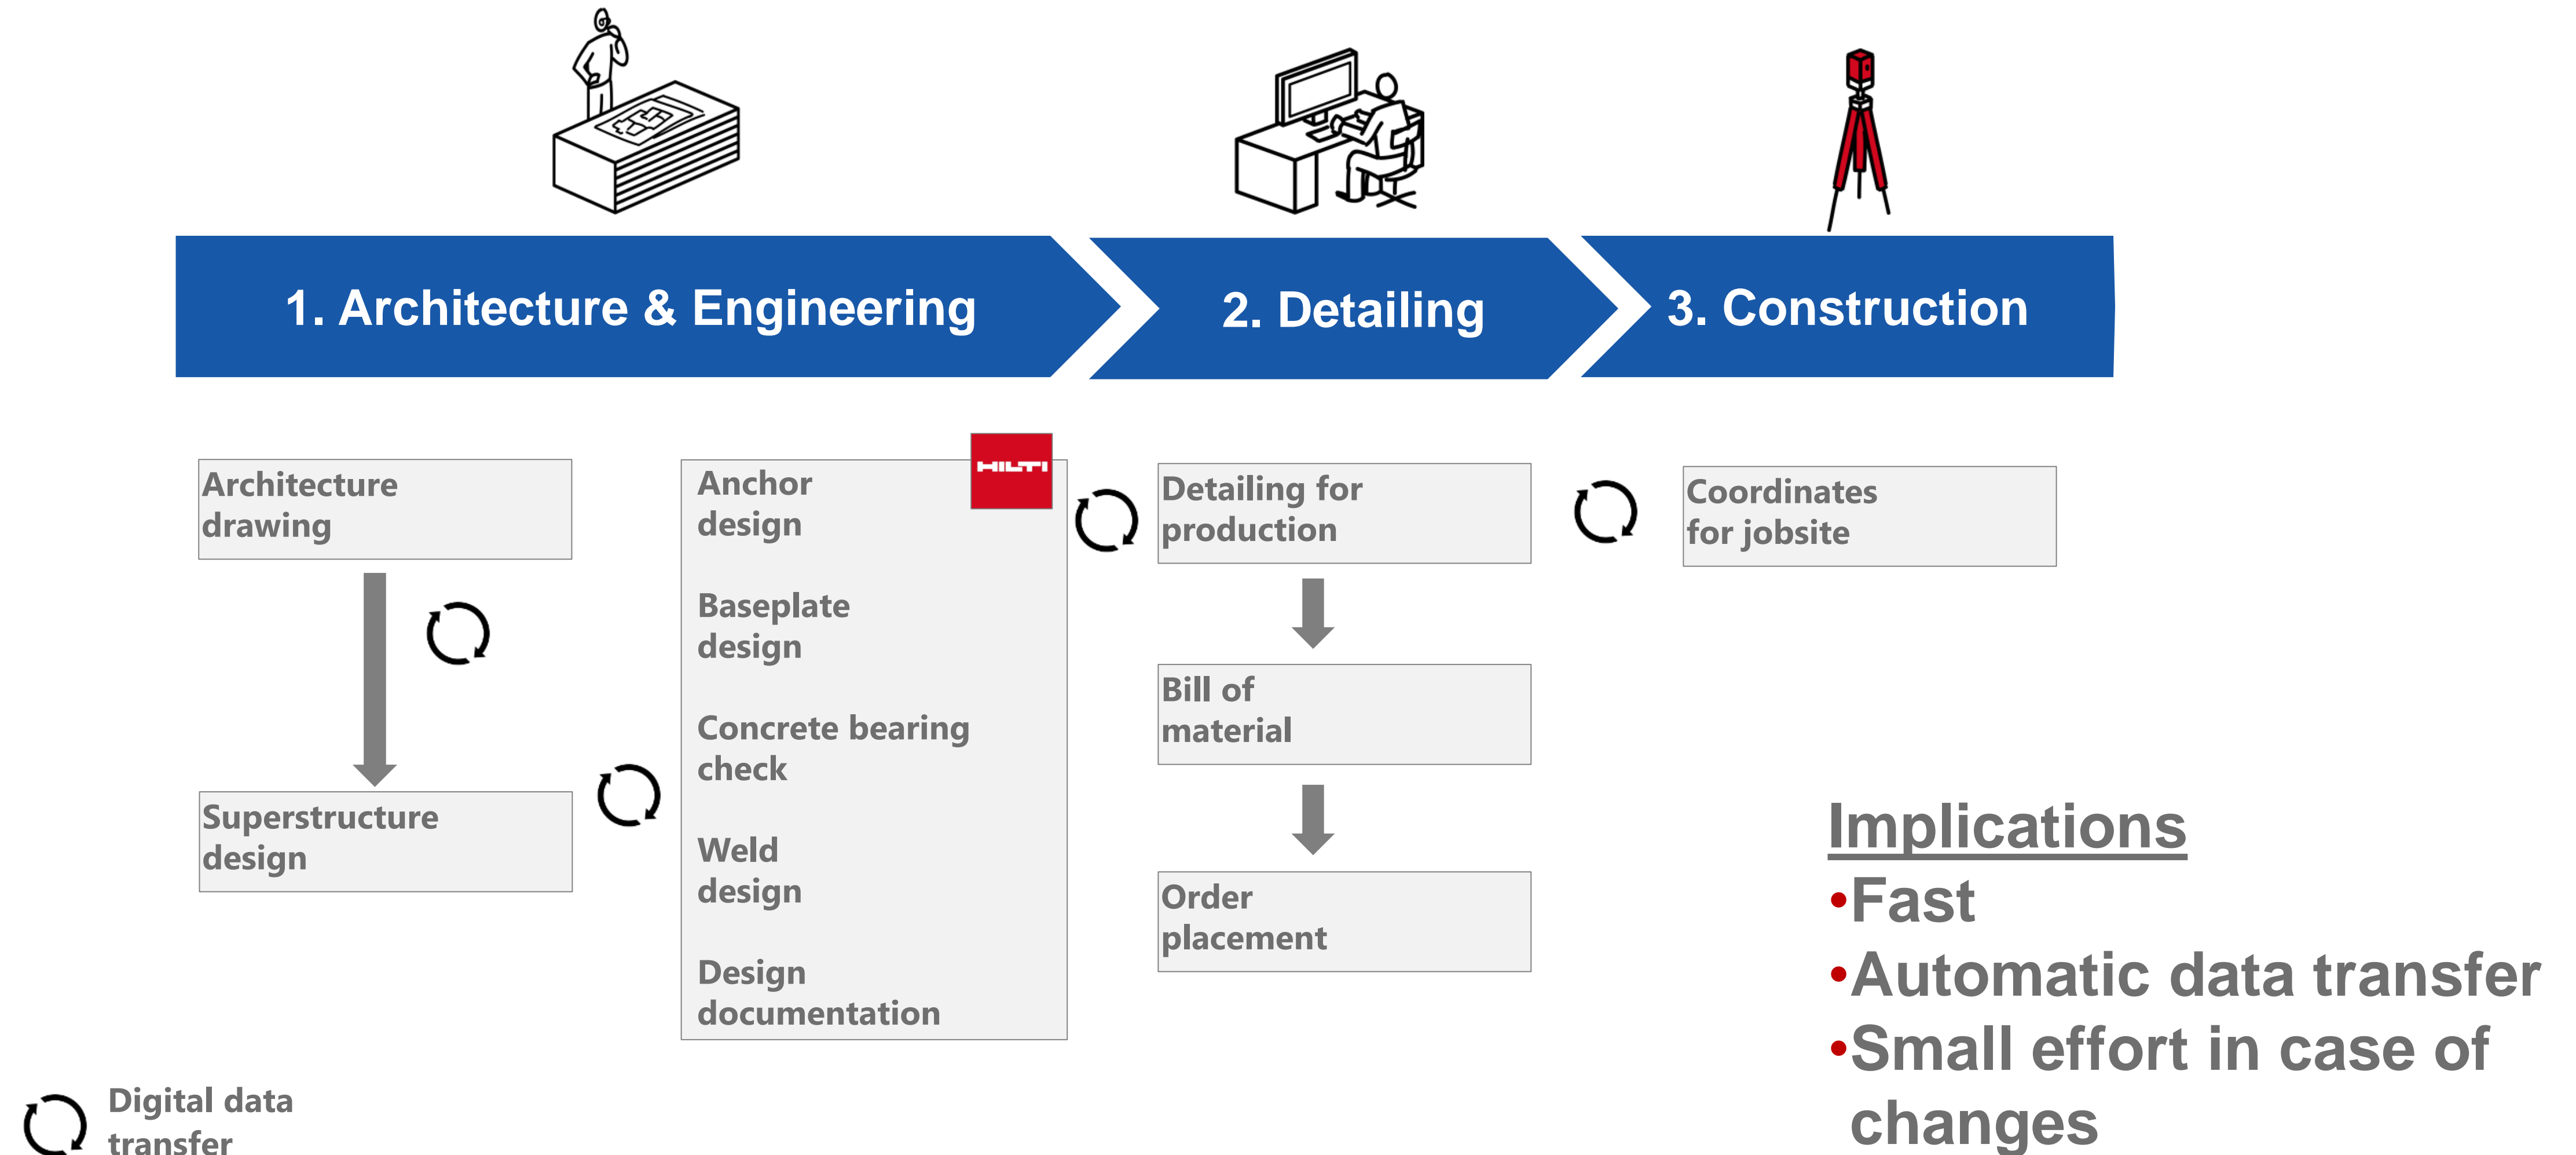 1. Architecture & Engineering
2. Detailing
3. Construction
Architecture
drawing
Superstructure
design
HILTI
Anchor
design
Baseplate
design
Concrete bearing
check
Weld
design
Design
documentation
Detailing for
production
Bill of
material
Order
placement
Coordinates
for jobsite
Implications
•Fast
•Automatic data transfer
•Small effort in case of
changes
Digital data
transfer